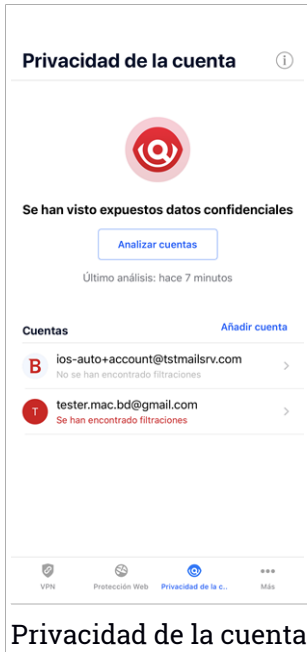 Privacidad de la cuenta
Se han visto expuestos datos confidenciales
Analizar cuentas
Último análisis: hace 7 minutos
Cuentas
Añadir cuenta
B
ios-auto+account@tstmailsrv.com
No se han encontrado filtraciones
T
tester.mac.bd@gmail.com
Se han encontrado filtraciones
VPN
Protección Web
Privacidad de la c..
Más
Privacidad de la cuenta